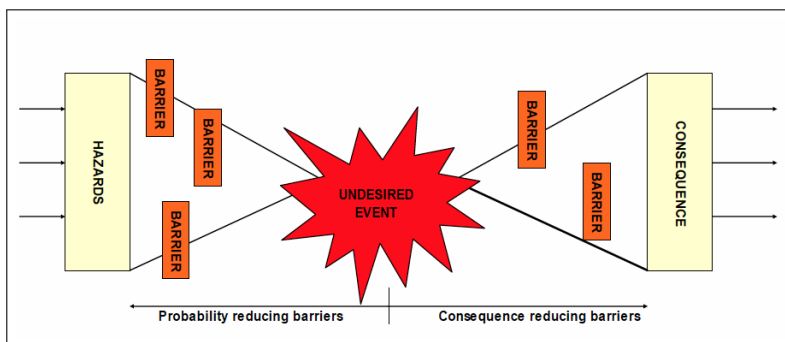 HAZARDS
BARRIER
BARRIER
BARRIER
UNDESIRED
EVENT
BARRIER
BARRIER
CONSEQUENCE
Probability reducing barriers
Consequence reducing barriers